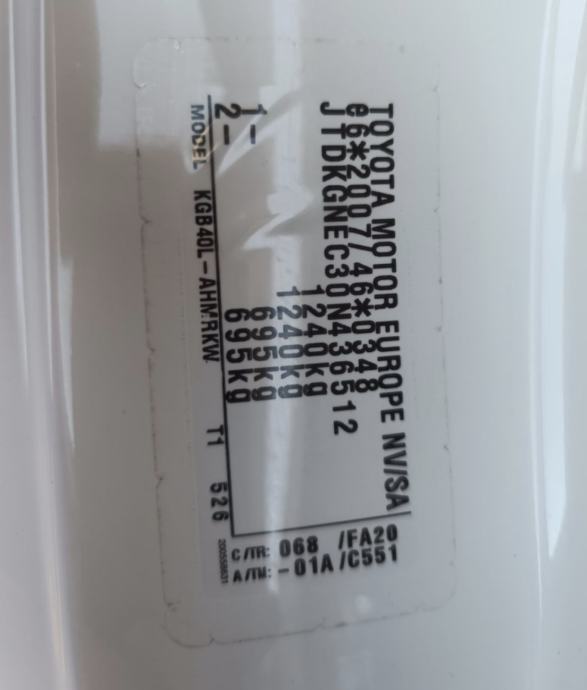 TOYOTA MOTOR EUROPE NV/SA
e6*2007/46*0348
JTDKGNEC30N436512
1240kg
1240kg
1- 695kg
2- 695kg
MODEL KGB40L-AHMRKW T1 526
C/TR: 068 /FA20
A/TM: -01A /C551